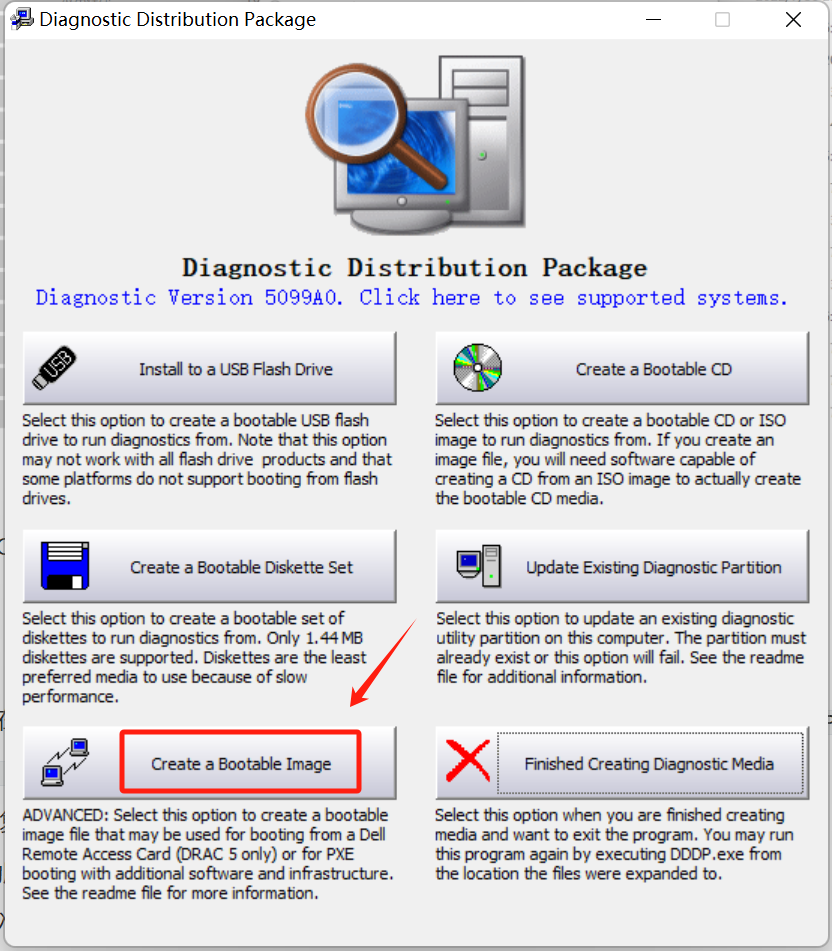 Diagnostic Distribution Package
Diagnostic Distribution Package
Diagnostic Version 5099A0. Click here to see supported systems.
USB
Install to a USB Flash Drive
Select this option to create a bootable USB flash
drive to run diagnostics from. Note that this option
may not work with all flash drive products and that
some platforms do not support booting from flash
drives.
Create a Bootable CD
Select this option to create a bootable CD or ISO
image to run diagnostics from. If you create an
image file, you will need software capable of
creating a CD from an ISO image to actually create
the bootable CD media.
Create a Bootable Diskette Set
Select this option to create a bootable set of
diskettes to run diagnostics from. Only 1.44 MB
diskettes are supported. Diskettes are the least
preferred media to use because of slow
performance.
Update Existing Diagnostic Partition
Select this option to update an existing diagnostic
utility partition on this computer. The partition must
already exist or this option will fail. See the readme
file for additional information.
Create a Bootable Image
ADVANCED: Select this option to create a bootable
image file that may be used for booting from a Dell
Remote Access Card (DRAC 5 only) or for PXE
booting with additional software and infrastructure.
See the readme file for more information.
Finished Creating Diagnostic Media
Select this option when you are finished creating
media and want to exit the program. You may run
this program again by executing DDDP.exe from
the location the files were expanded to.